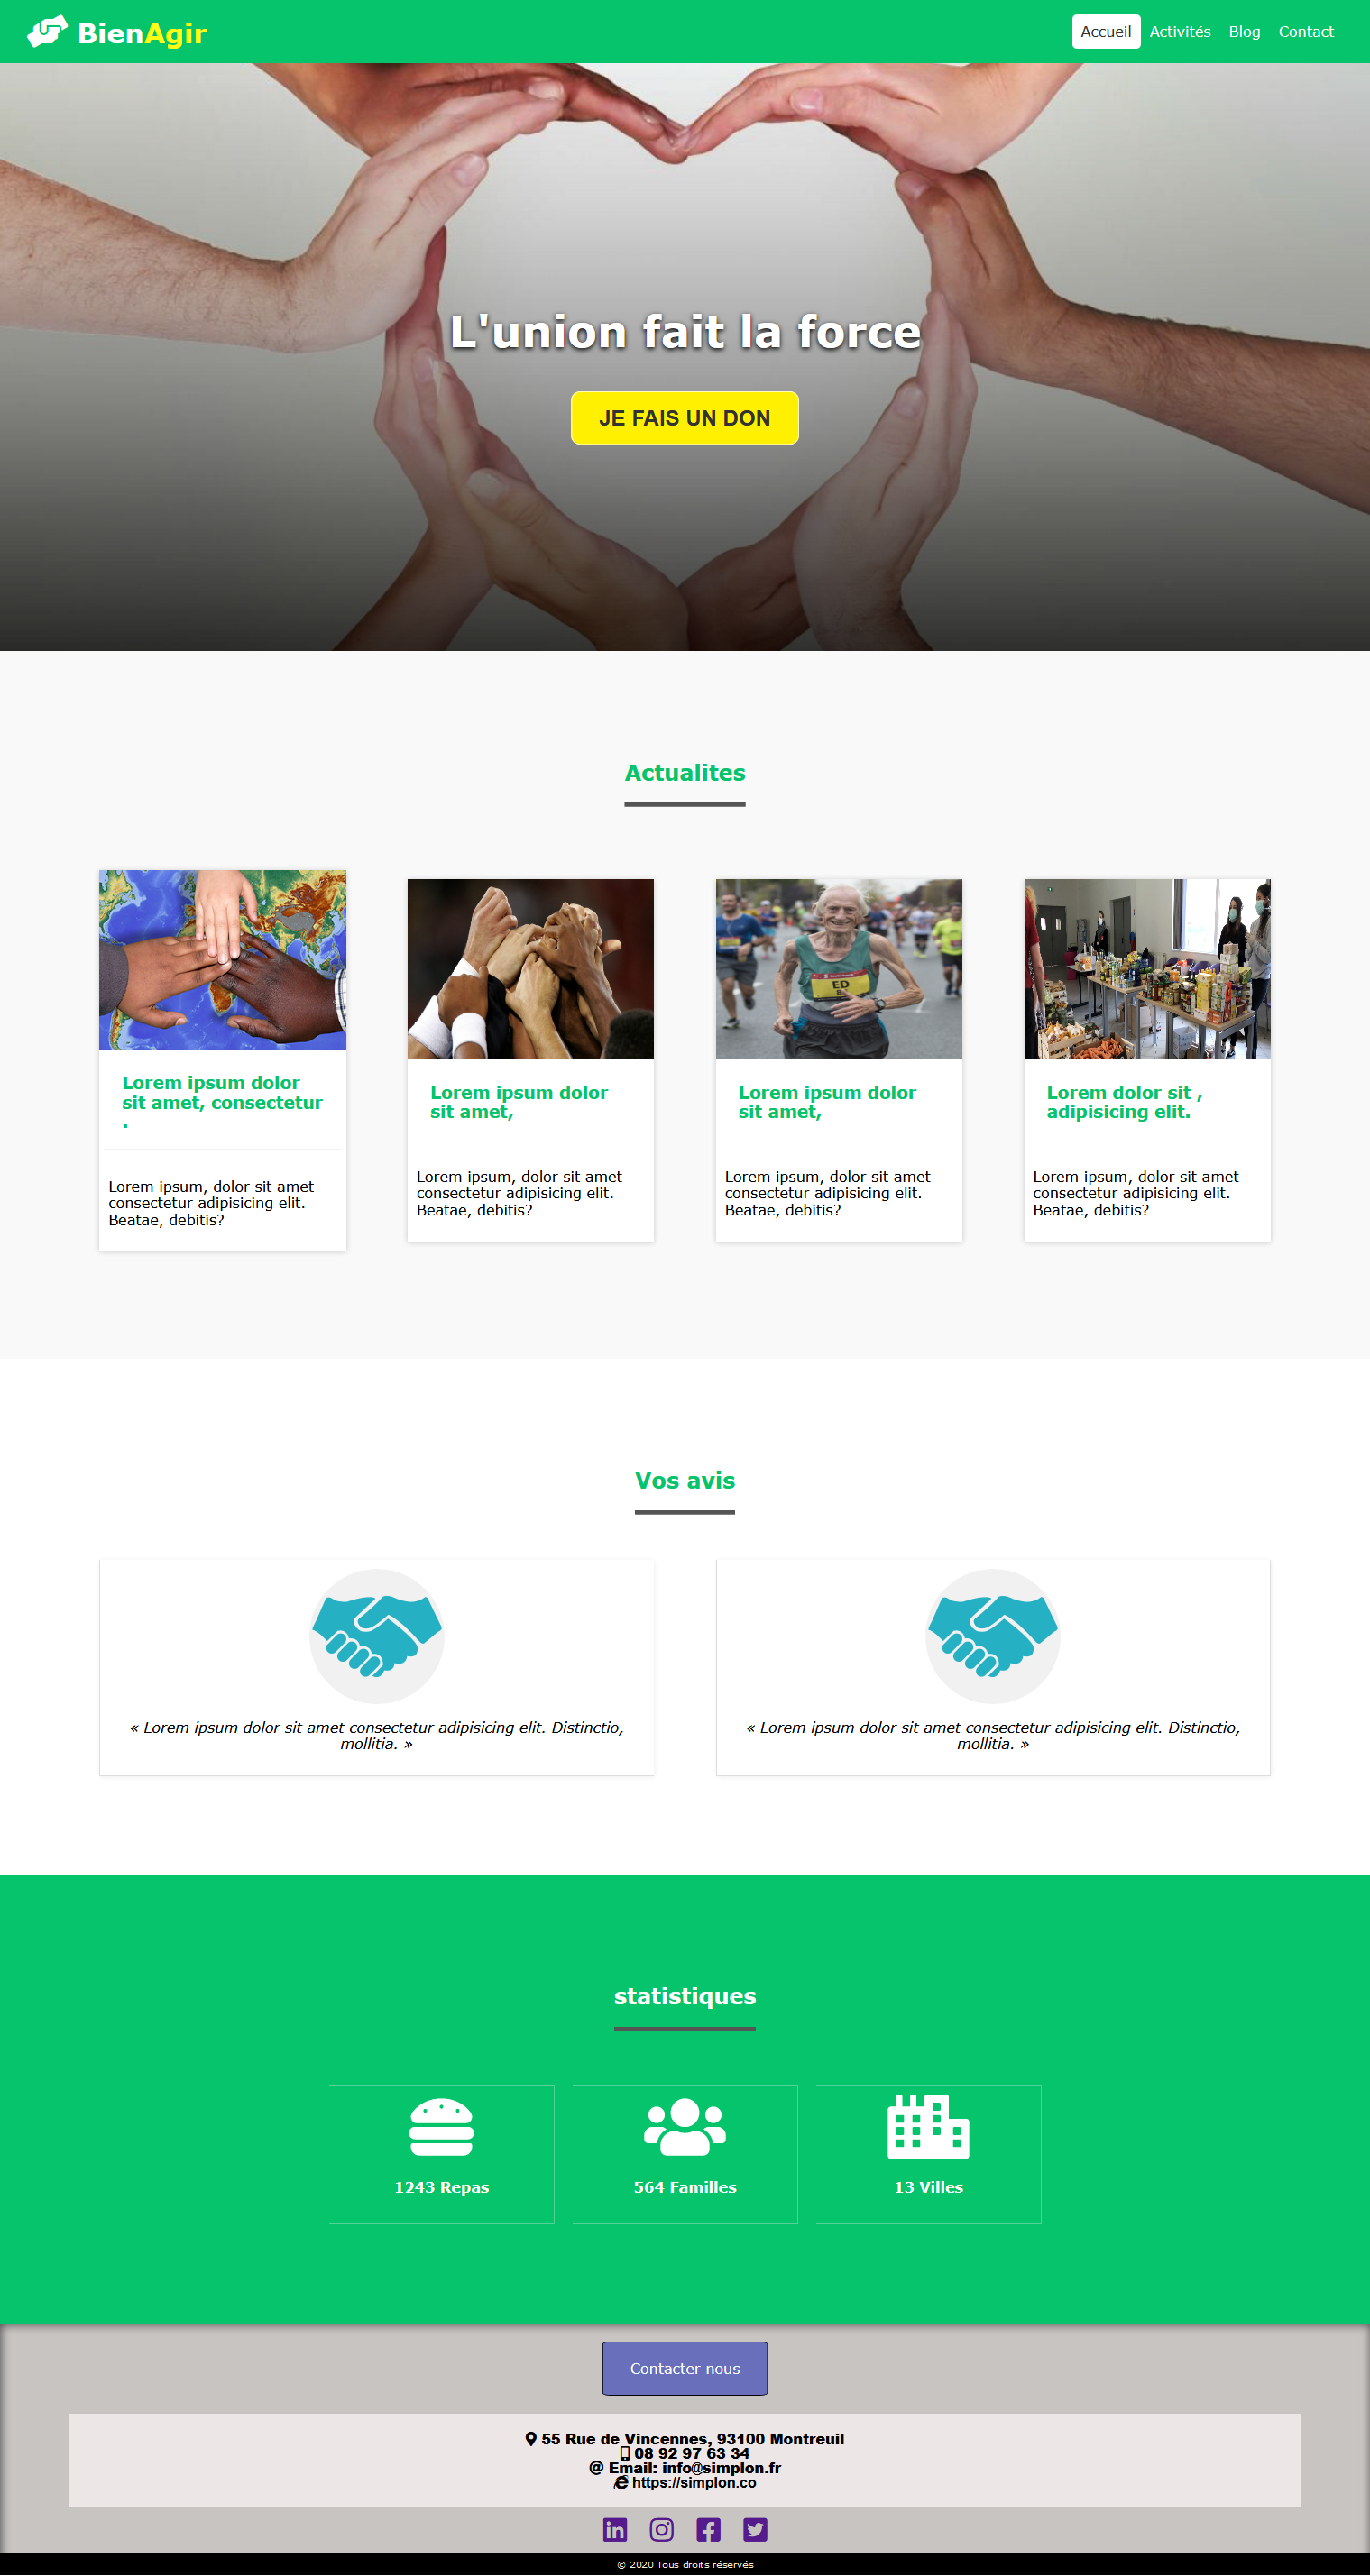 BienAgir
Accueil Activités Blog Contact
L'union fait la force
JE FAIS UN DON
Actualites
ED
Lorem ipsum dolor
sit amet, consectetur
.
Lorem ipsum, dolor sit amet
consectetur adipisicing elit.
Beatae, debitis?
Lorem ipsum dolor
sit amet,
Lorem ipsum, dolor sit amet
consectetur adipisicing elit.
Beatae, debitis?
Lorem ipsum dolor
sit amet,
Lorem ipsum, dolor sit amet
consectetur adipisicing elit.
Beatae, debitis?
Lorem dolor sit ,
adipisicing elit.
Lorem ipsum, dolor sit amet
consectetur adipisicing elit.
Beatae, debitis?
Vos avis
« Lorem ipsum dolor sit amet consectetur adipisicing elit. Distinctio,
mollitia. »
« Lorem ipsum dolor sit amet consectetur adipisicing elit. Distinctio,
mollitia. »
statistiques
1243 Repas
564 Familles
13 Villes
Contacter nous
55 Rue de Vincennes, 93100 Montreuil
08 92 97 63 34
@ Email: info@simplon.fr
https://simplon.co
© 2020 Tous droits réservés